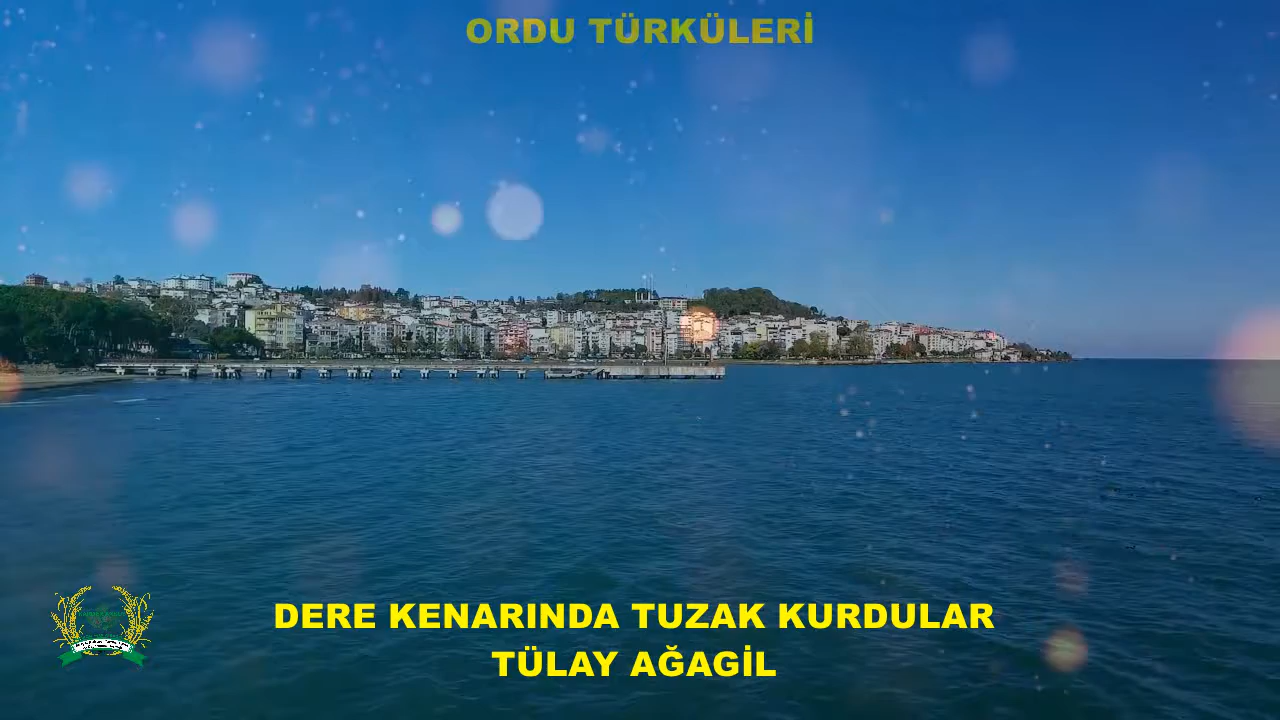 ORDU TÜRKÜLERİ
DERE KENARINDA TUZAK KURDULAR
TÜLAY AĞAGİL